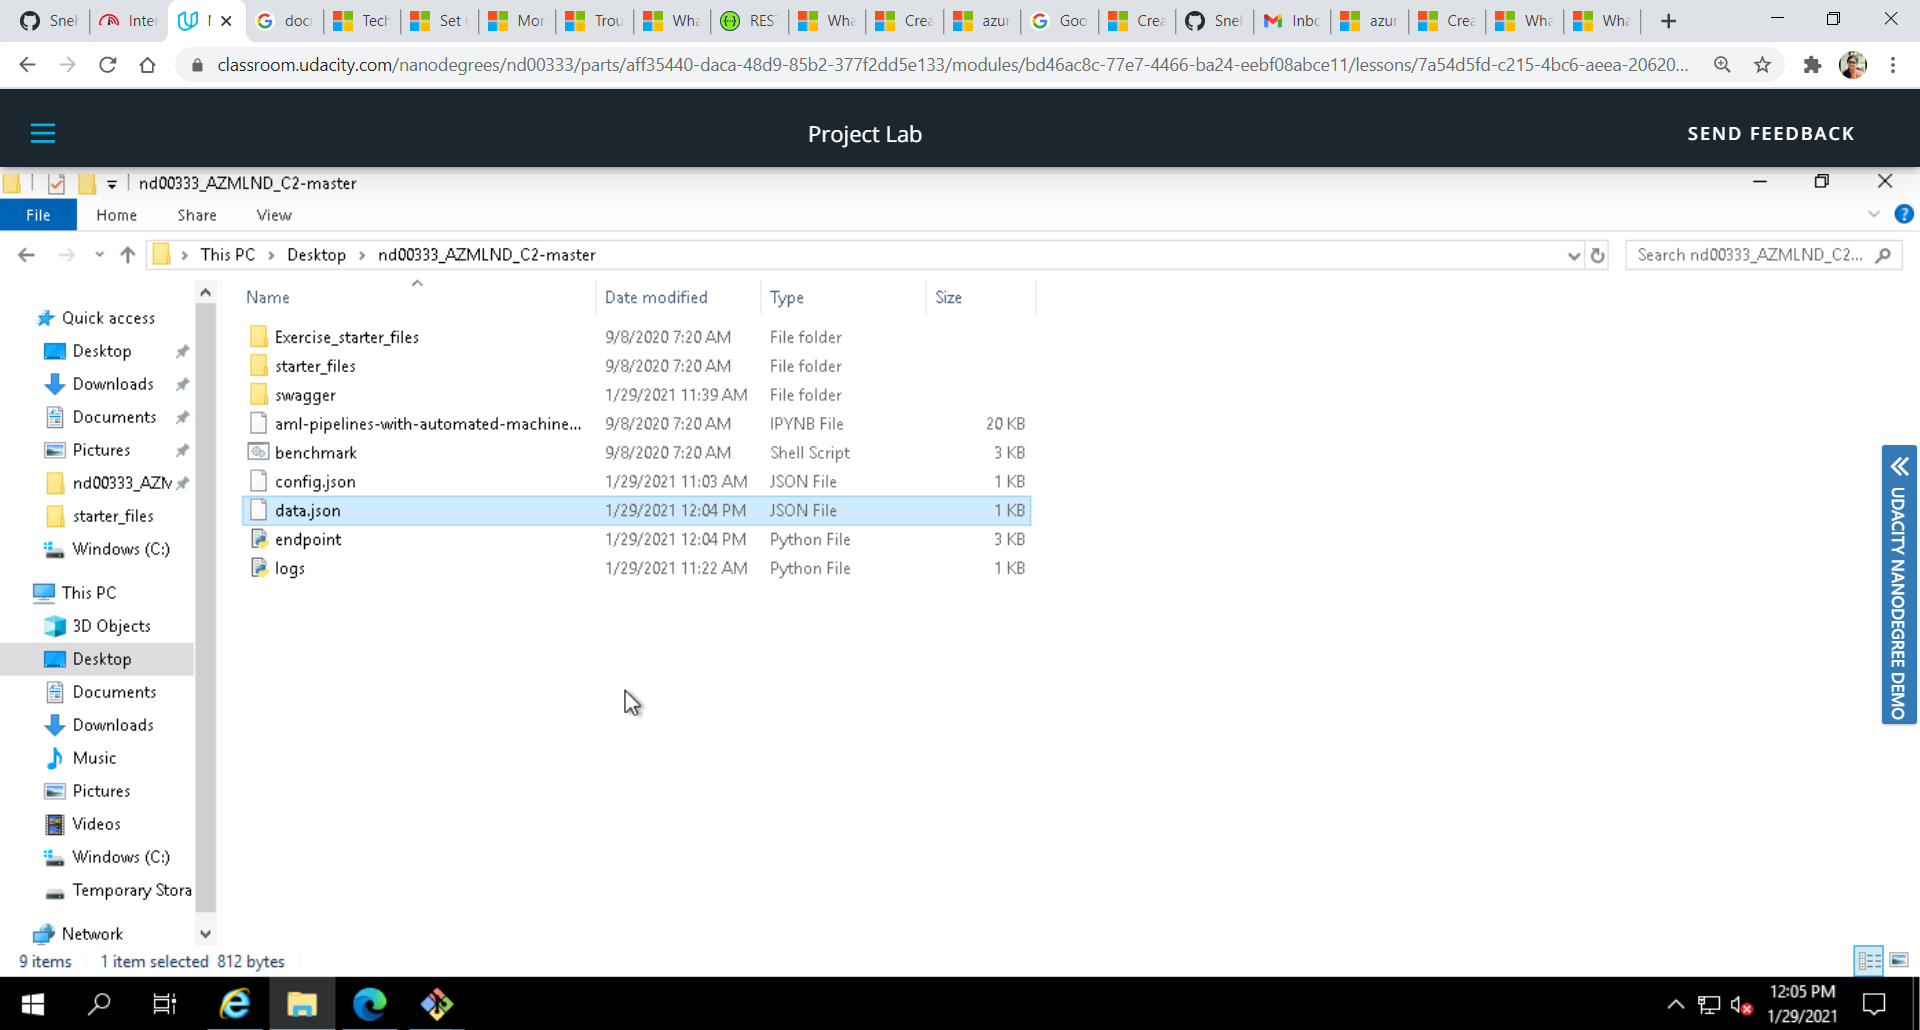 Snel
Inter
docu
Tech
Set u
Mon
Trou
Wha
RES
Wha
Crea
azur
Goo
Crea
Snel
Inbo
azur
Crea
Wha
Wha
classroom.udacity.com/nanodegrees/nd00333/parts/aff35440-daca-48d9-85b2-377f2dd5e133/modules/bd46ac8c-77e7-4466-ba24-eebf08abce11/lessons/7a54d5fd-c215-4bc6-aeea-20620...
Project Lab
SEND FEEDBACK
nd00333_AZMLND_C2-master
File Home Share View
This PC > Desktop > nd00333_AZMLND_C2-master
Search nd00333_AZMLND_C2...
Name Date modified Type Size
Quick access
Desktop
Downloads
Documents
Pictures
nd00333_AZM
starter_files
Windows (C:)
This PC
3D Objects
Desktop
Documents
Downloads
Music
Pictures
Videos
Windows (C:)
Temporary Stora
Network
Exercise_starter_files 9/8/2020 7:20 AM File folder
starter_files 9/8/2020 7:20 AM File folder
swagger 1/29/2021 11:39 AM File folder
aml-pipelines-with-automated-machine... 9/8/2020 7:20 AM IPYNB File 20 KB
benchmark 9/8/2020 7:20 AM Shell Script 3 KB
config.json 1/29/2021 11:03 AM JSON File 1 KB
data.json 1/29/2021 12:04 PM JSON File 1 KB
endpoint 1/29/2021 12:04 PM Python File 3 KB
logs 1/29/2021 11:22 AM Python File 1 KB
UDACITY NANODEGREE DEMO
9 items 1 item selected 812 bytes
12:05 PM
1/29/2021